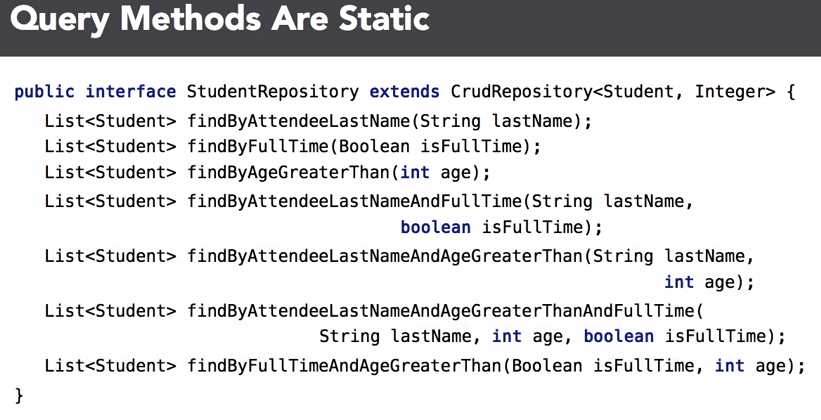 Query Methods Are Static
public interface StudentRepository extends CrudRepository<Student, Integer> {
List<Student> findByAttendeeLastName(String lastName);
List<Student> findByFullTime(Boolean isFullTime);
List<Student> findByAgeGreaterThan(int age);
List<Student> findByAttendeeLastNameAndFullTime(String lastName,
boolean isFullTime);
List<Student> findByAttendeeLastNameAndAgeGreaterThan(String lastName,
int age);
List<Student> findByAttendeeLastNameAndAgeGreaterThanAndFullTime(
String lastName, int age, boolean isFullTime);
List<Student> findByFullTimeAndAgeGreaterThan(Boolean isFullTime, int age);
}